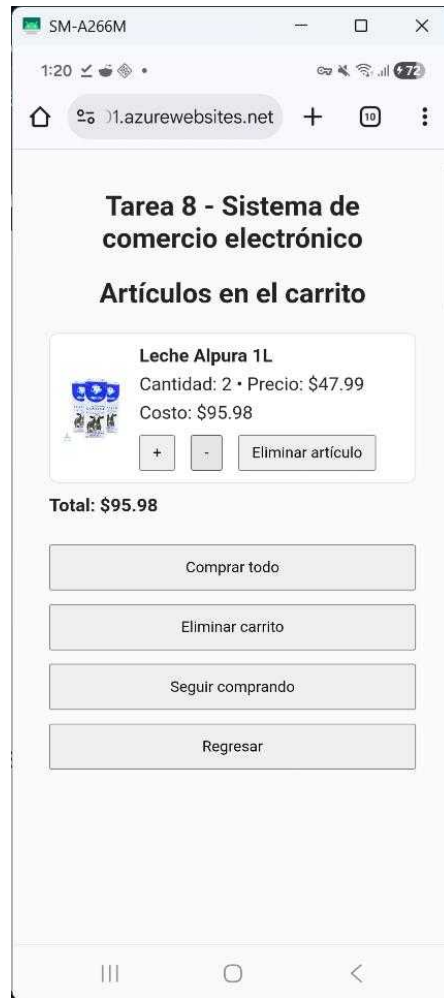 SM-A266M
1:20
72
01.azurewebsites.net
10
Tarea 8 - Sistema de
comercio electrónico
Artículos en el carrito
Leche Alpura 1L
Cantidad: 2 • Precio: $47.99
Costo: $95.98
+ - Eliminar artículo
Total: $95.98
Comprar todo
Eliminar carrito
Seguir comprando
Regresar